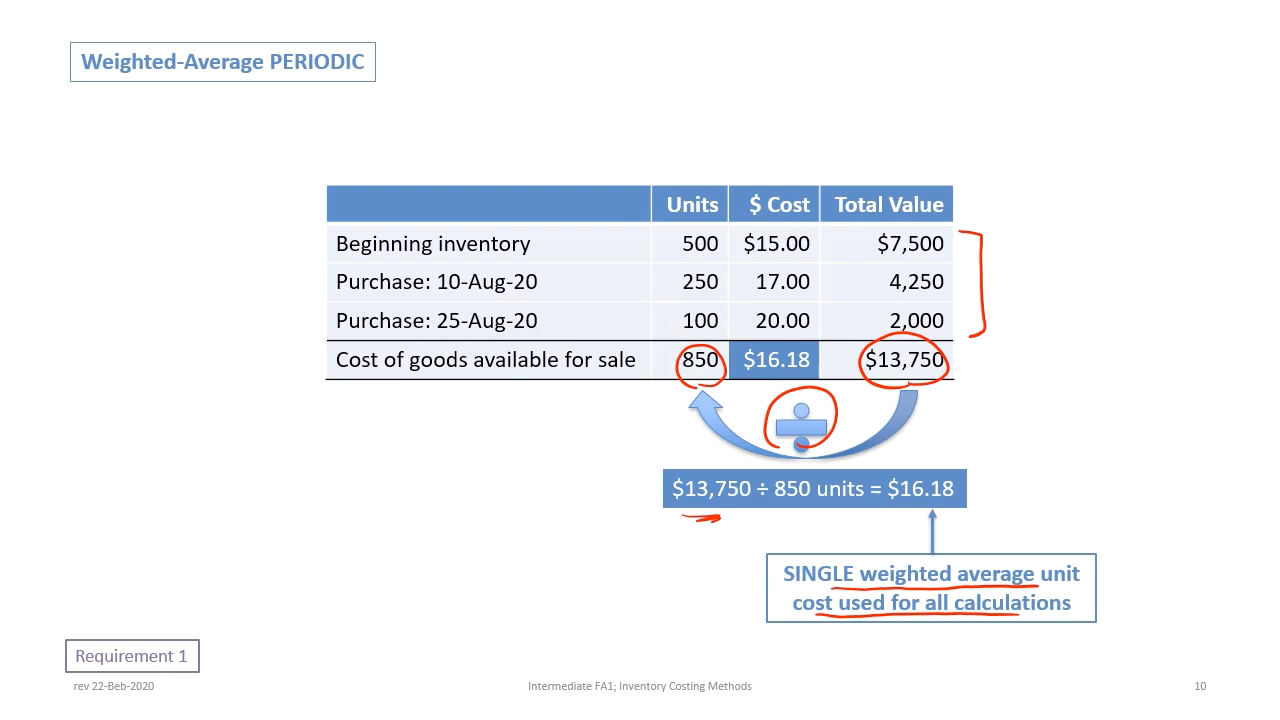 Weighted-Average PERIODIC
Units $ Cost Total Value
Beginning inventory 500 $15.00 $7,500
Purchase: 10-Aug-20 250 17.00 4,250
Purchase: 25-Aug-20 100 20.00 2,000
Cost of goods available for sale 850 $16.18 $13,750
$13,750 ÷ 850 units = $16.18
SINGLE weighted average unit
cost used for all calculations
Requirement 1
rev 22-Beb-2020 Intermediate FA1; Inventory Costing Methods 10